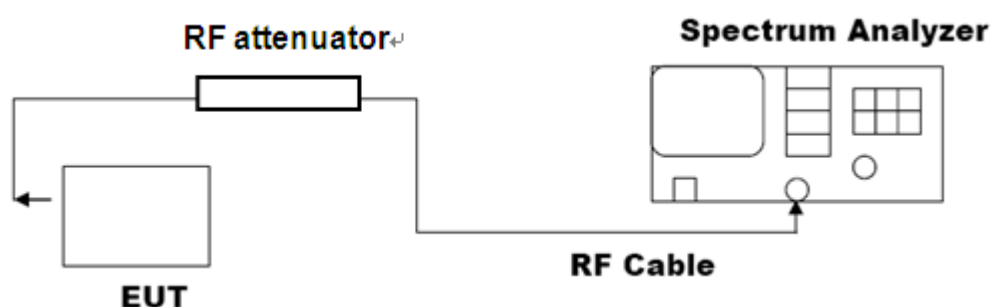 RF attenuator↵
Spectrum Analyzer
RF Cable
EUT